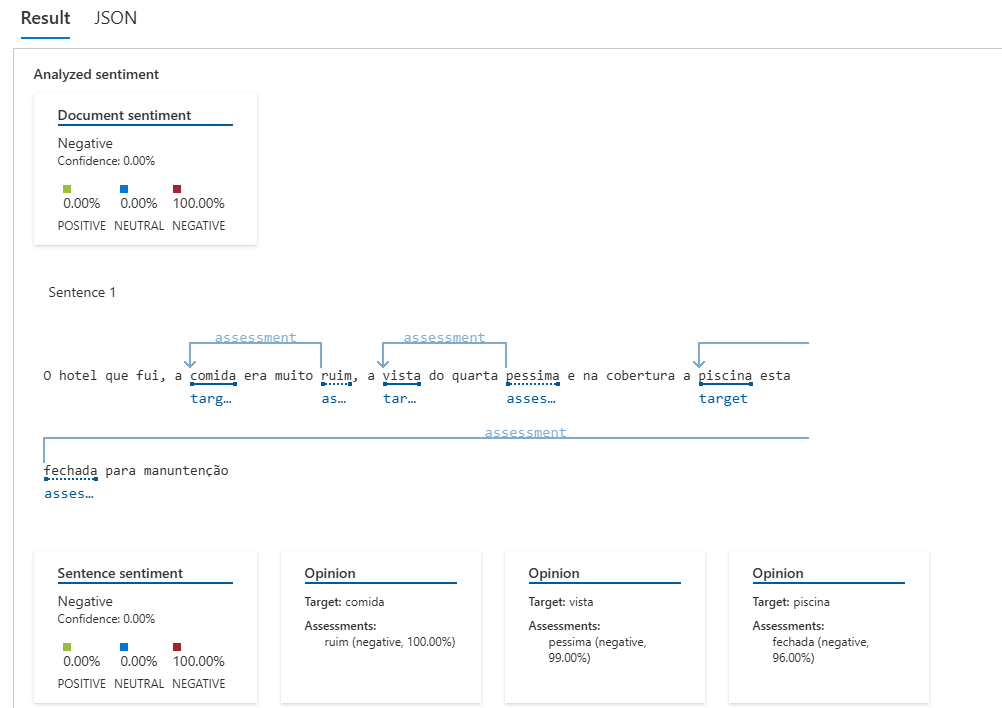 Result JSON
Analyzed sentiment
Document sentiment
Negative
Confidence: 0.00%
0.00% 0.00% 100.00%
POSITIVE NEUTRAL NEGATIVE
Sentence 1
assessment assessment
O hotel que fui, a comida era muito ruim, a vista do quarta pessima e na cobertura a piscina esta
targ… as… tar… asses… target
assessment
fechada para manuntenção
asses…
Sentence sentiment
Negative
Confidence: 0.00%
0.00% 0.00% 100.00%
POSITIVE NEUTRAL NEGATIVE
Opinion
Target: comida
Assessments:
ruim (negative, 100.00%)
Opinion
Target: vista
Assessments:
pessima (negative,
99.00%)
Opinion
Target: piscina
Assessments:
fechada (negative,
96.00%)